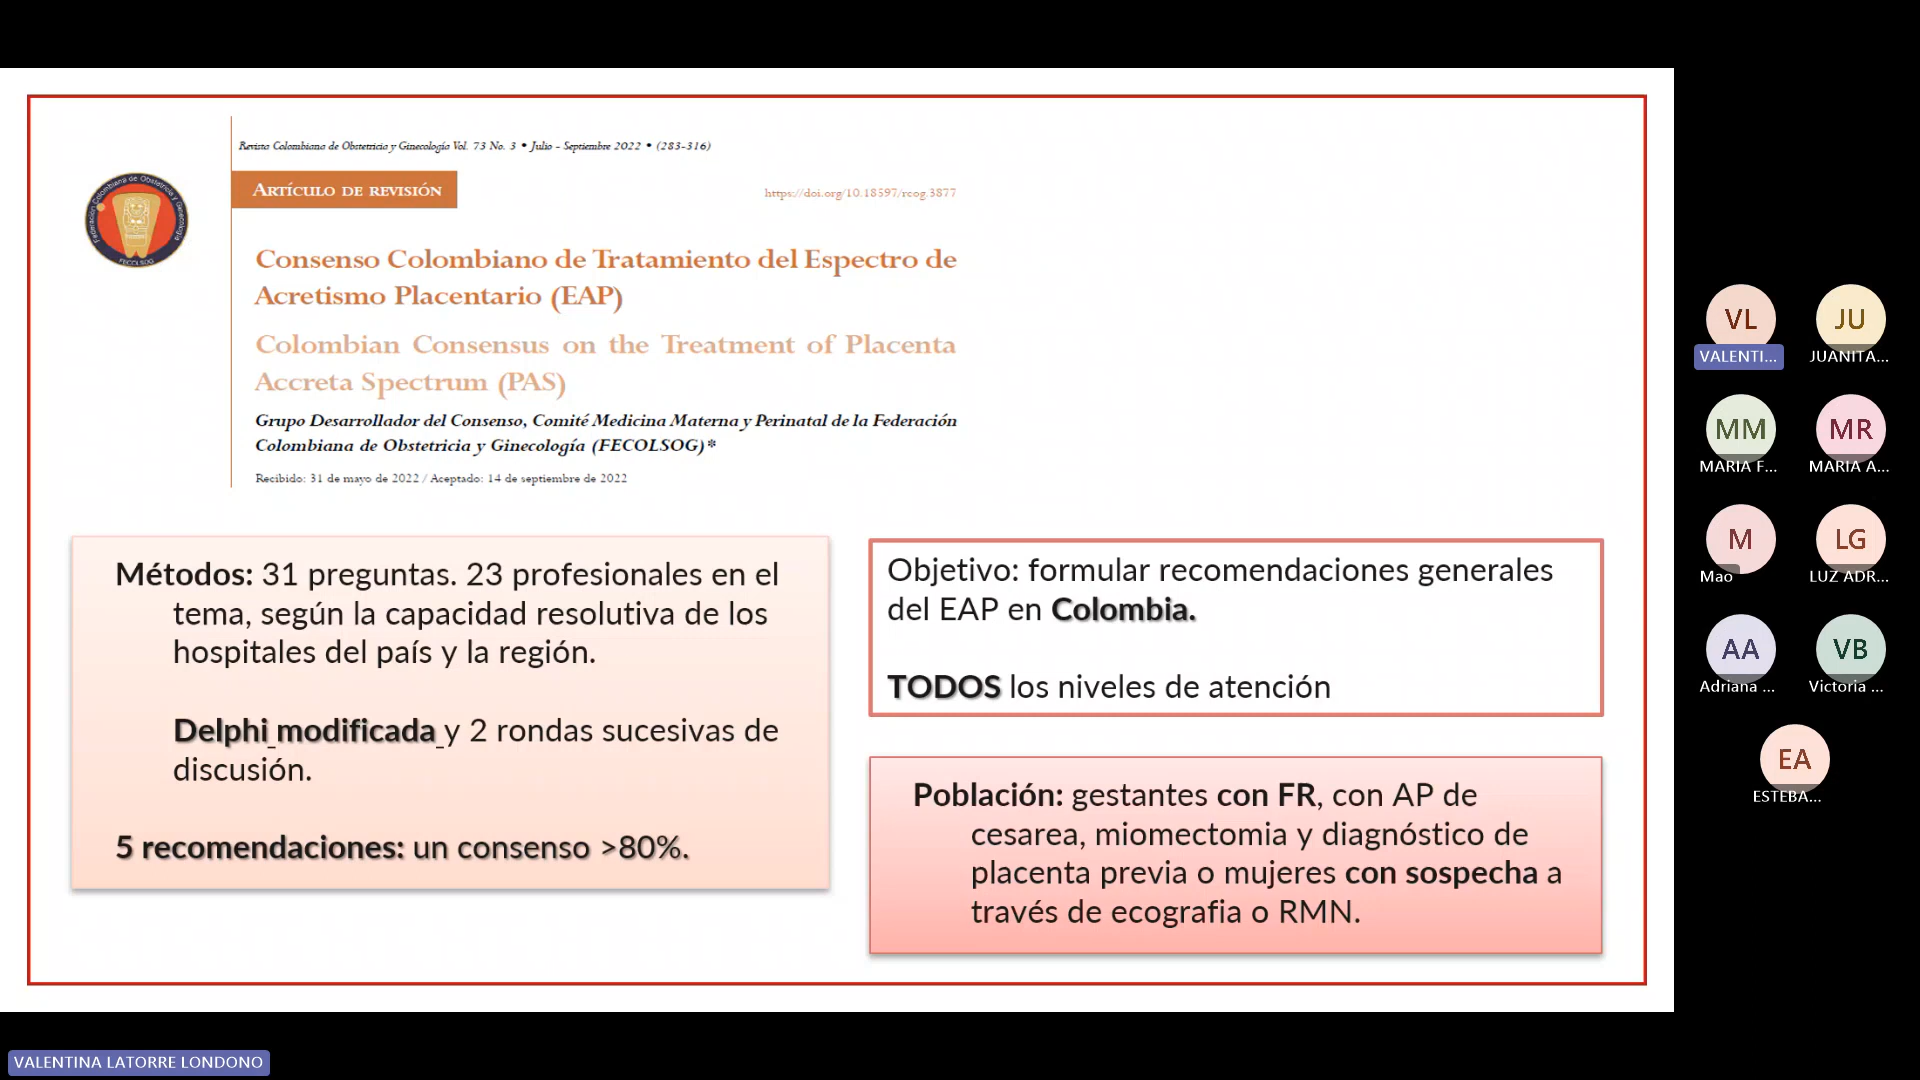 Revista Colombiana de Obstetricia y Ginecología Vol. 73 No. 3 • Julio - Septiembre 2022 • (283-316)
ARTÍCULO DE REVISIÓN
https://doi.org/10.18597/rcog.3877
Federación Colombiana de Obstetricia y Ginecología
FECOLSOG
Consenso Colombiano de Tratamiento del Espectro de
Acretismo Placentario (EAP)
Colombian Consensus on the Treatment of Placenta
Accreta Spectrum (PAS)
Grupo Desarrollador del Consenso, Comité Medicina Materna y Perinatal de la Federación
Colombiana de Obstetricia y Ginecología (FECOLSOG)*
Recibido: 31 de mayo de 2022 / Aceptado: 14 de septiembre de 2022
Métodos: 31 preguntas. 23 profesionales en el
tema, según la capacidad resolutiva de los
hospitales del país y la región.
Delphi modificada y 2 rondas sucesivas de
discusión.
5 recomendaciones: un consenso >80%.
Objetivo: formular recomendaciones generales
del EAP en Colombia.
TODOS los niveles de atención
Población: gestantes con FR, con AP de
cesarea, miomectomia y diagnóstico de
placenta previa o mujeres con sospecha a
través de ecografia o RMN.
VL
VALENTI...
JU
JUANITA...
MM
MARIA F...
MR
MARIA A...
M
Mao
LG
LUZ ADR...
AA
Adriana ...
VB
Victoria ...
EA
ESTEBA...
VALENTINA LATORRE LONDONO